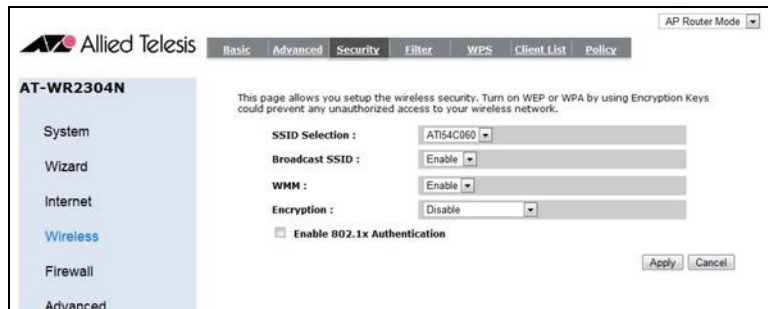 AP Router Mode
Allied Telesis
Basic Advanced Security Filter WPS Client List Policy
AT-WR2304N
This page allows you setup the wireless security. Turn on WEP or WPA by using Encryption Keys
could prevent any unauthorized access to your wireless network.
System
Wizard
Internet
Wireless
Firewall
Advanced
SSID Selection : ATI54C060
Broadcast SSID : Enable
WMM : Enable
Encryption : Disable
Enable 802.1x Authentication
Apply Cancel